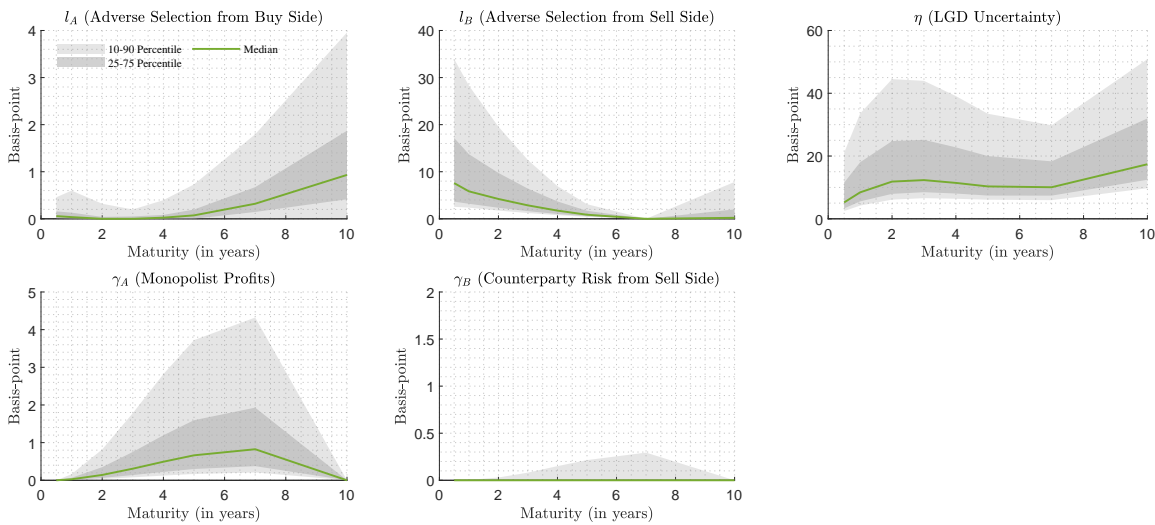 l_A (Adverse Selection from Buy Side)
4
3
2
1
0
Basis-point
10-90 Percentile
Median
25-75 Percentile
0 2 4 6 8 10
Maturity (in years)
l_B (Adverse Selection from Sell Side)
40
30
20
10
0
Basis-point
0 2 4 6 8 10
Maturity (in years)
η (LGD Uncertainty)
60
40
20
0
Basis-point
0 2 4 6 8 10
Maturity (in years)
γ_A (Monopolist Profits)
5
4
3
2
1
0
Basis-point
0 2 4 6 8 10
Maturity (in years)
γ_B (Counterparty Risk from Sell Side)
2
1.5
1
0.5
0
Basis-point
0 2 4 6 8 10
Maturity (in years)